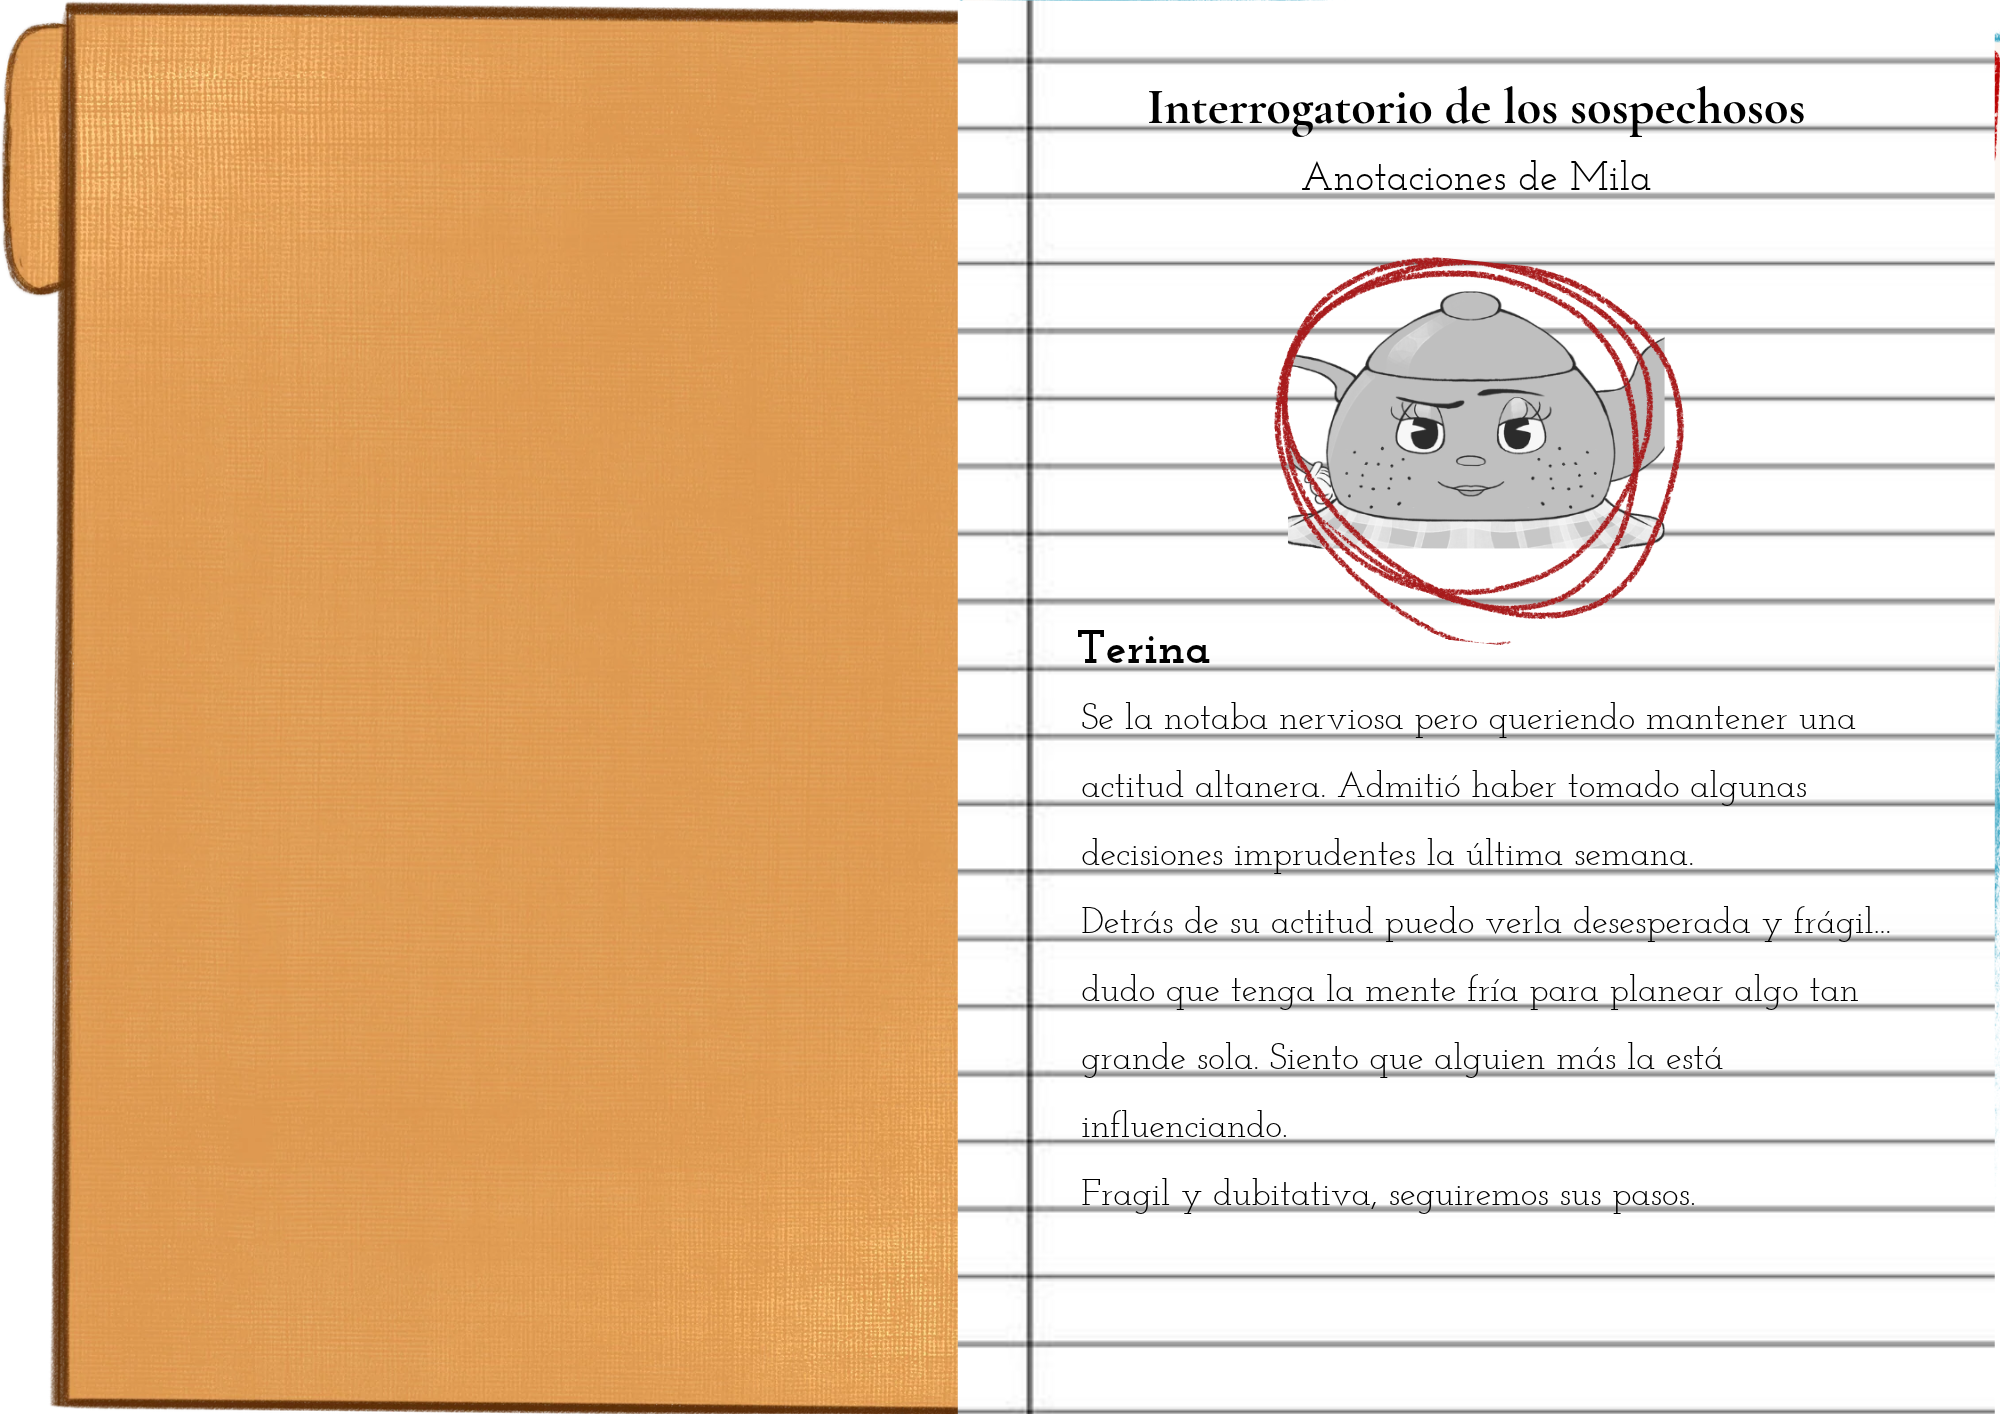 Interrogatorio de los sospechosos
Anotaciones de Mila
Terina
Se la notaba nerviosa pero queriendo mantener una
actitud altanera. Admitió haber tomado algunas
decisiones imprudentes la última semana.
Detrás de su actitud puedo verla desesperada y frágil...
dudo que tenga la mente fría para planear algo tan
grande sola. Siento que alguien más la está
influenciando.
Fragil y dubitativa, seguiremos sus pasos.